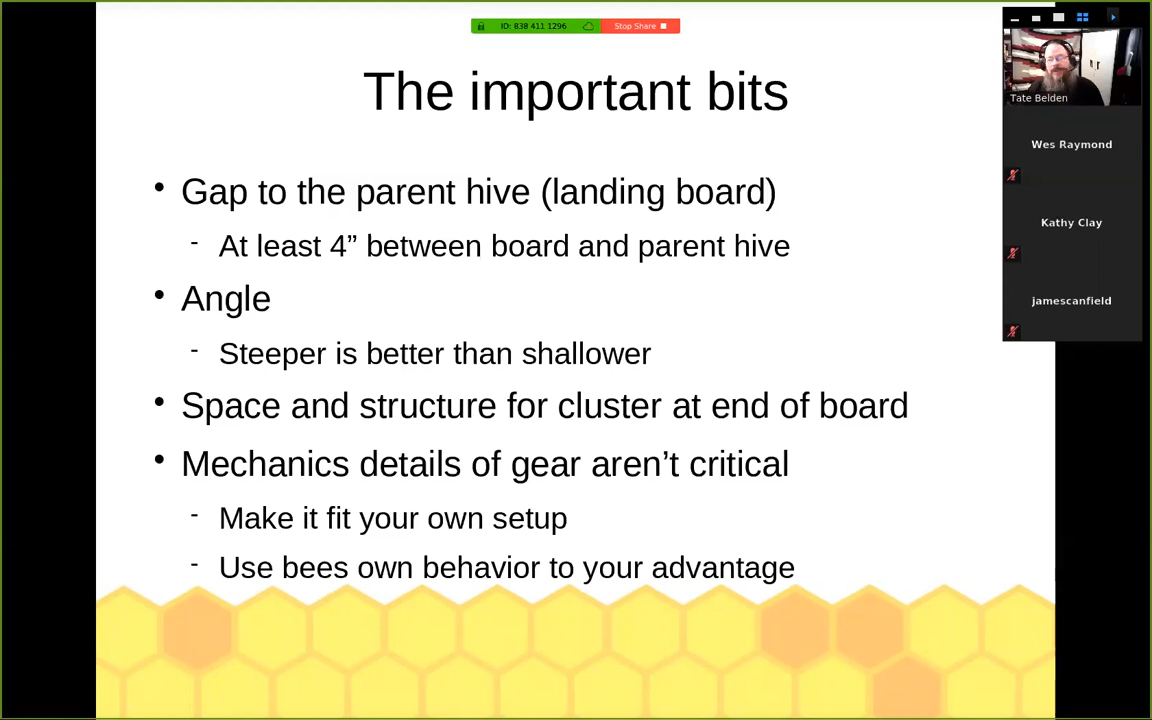 ID: 838 411 1296
Stop Share
The important bits
• Gap to the parent hive (landing board)
- At least 4” between board and parent hive
• Angle
- Steeper is better than shallower
• Space and structure for cluster at end of board
• Mechanics details of gear aren’t critical
- Make it fit your own setup
- Use bees own behavior to your advantage
Tate Belden
Wes Raymond
Kathy Clay
jamescanfield